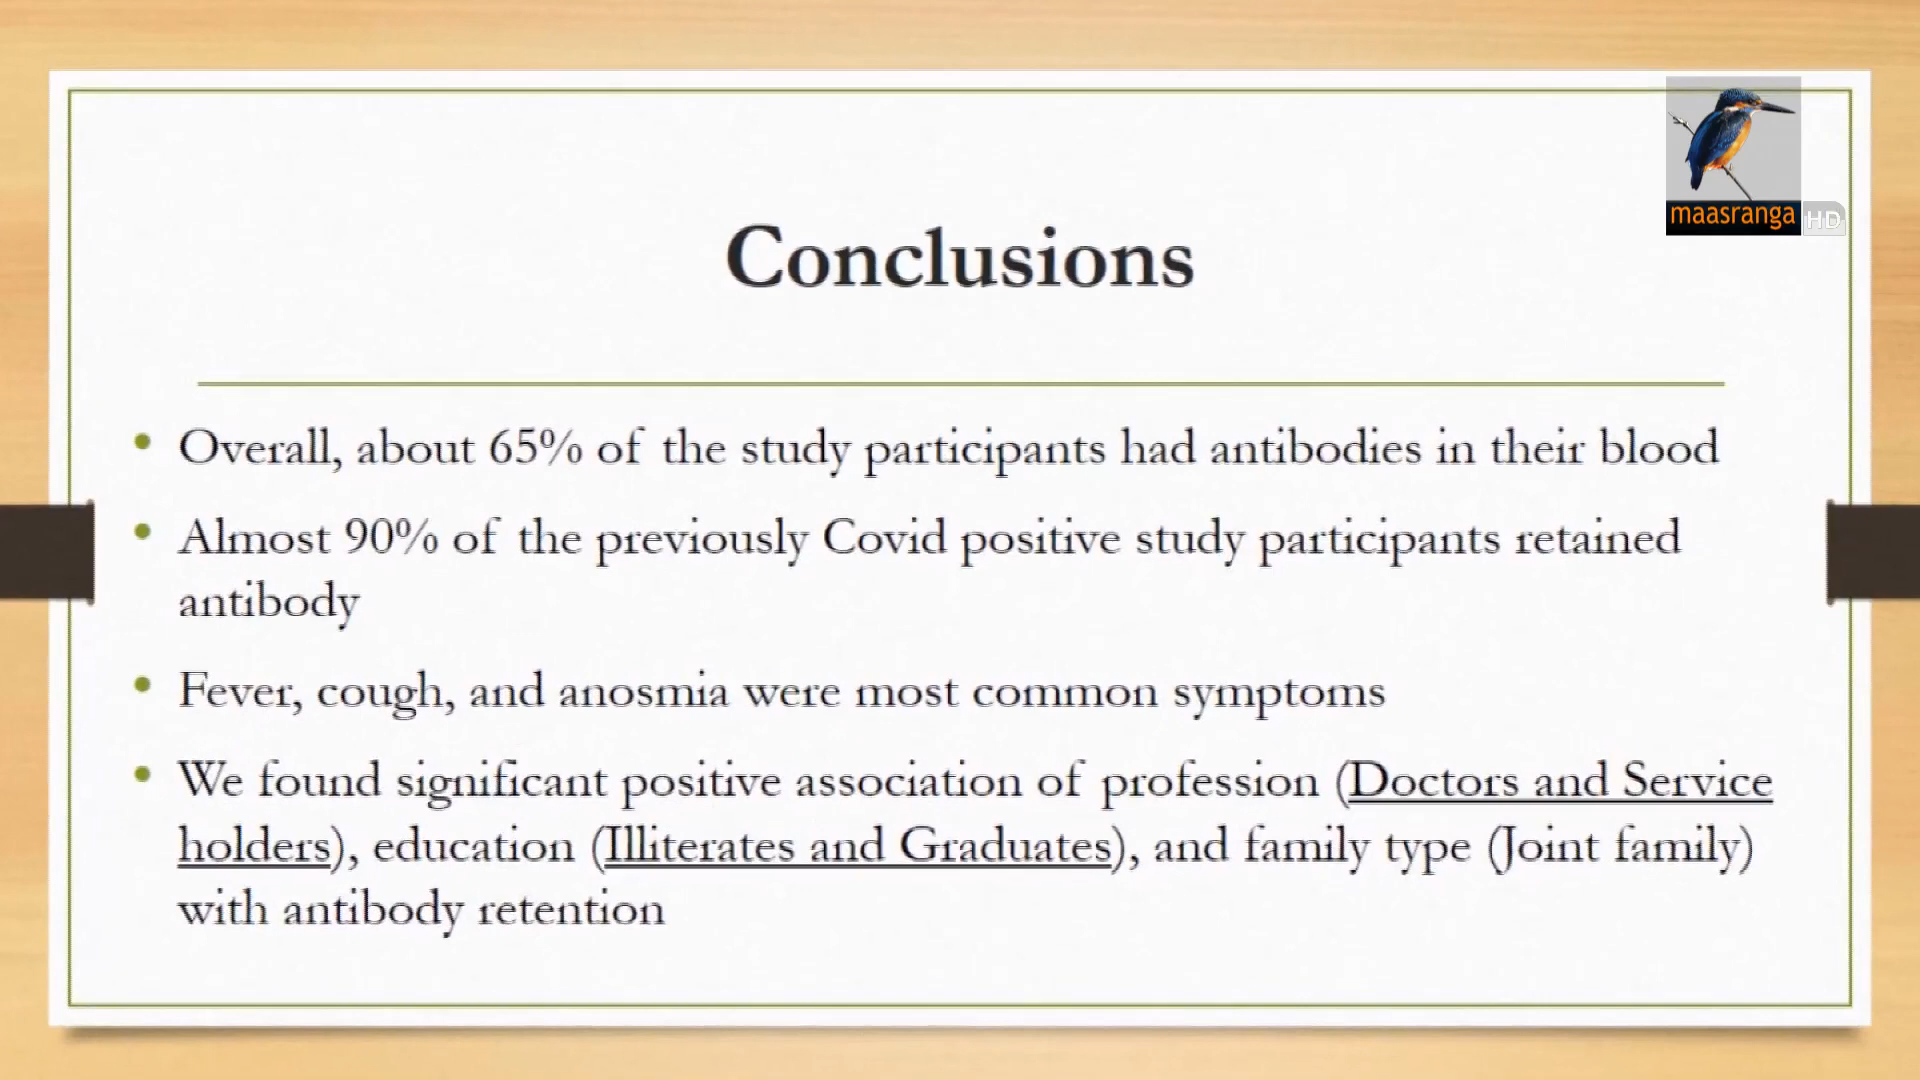 maasranga HD
Conclusions
• Overall, about 65% of the study participants had antibodies in their blood
• Almost 90% of the previously Covid positive study participants retained
antibody
• Fever, cough, and anosmia were most common symptoms
• We found significant positive association of profession (Doctors and Service
holders), education (Illiterates and Graduates), and family type (Joint family)
with antibody retention